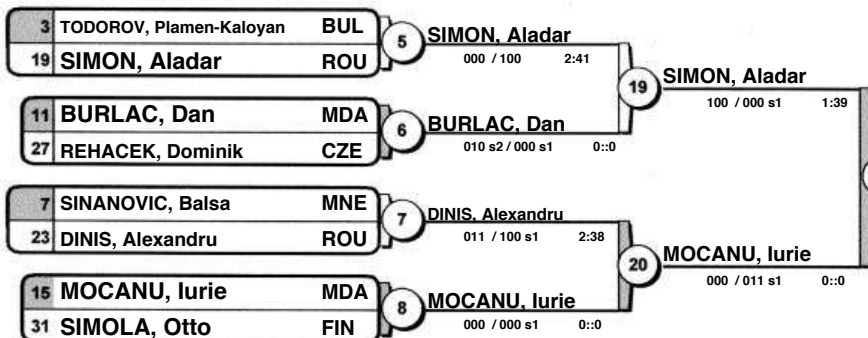 3 TODOROV, Plamen-Kaloyan BUL
19 SIMON, Aladar ROU
5
SIMON, Aladar
000 / 100 2:41
11 BURLAC, Dan MDA
27 REHACEK, Dominik CZE
6
BURLAC, Dan
010 s2 / 000 s1 0::0
19
SIMON, Aladar
100 / 000 s1 1:39
7 SINANOVIC, Balsa MNE
23 DINIS, Alexandru ROU
7
DINIS, Alexandru
011 / 100 s1 2:38
15 MOCANU, Iurie MDA
31 SIMOLA, Otto FIN
8
MOCANU, Iurie
000 / 000 s1 0::0
20
MOCANU, Iurie
000 / 011 s1 0::0